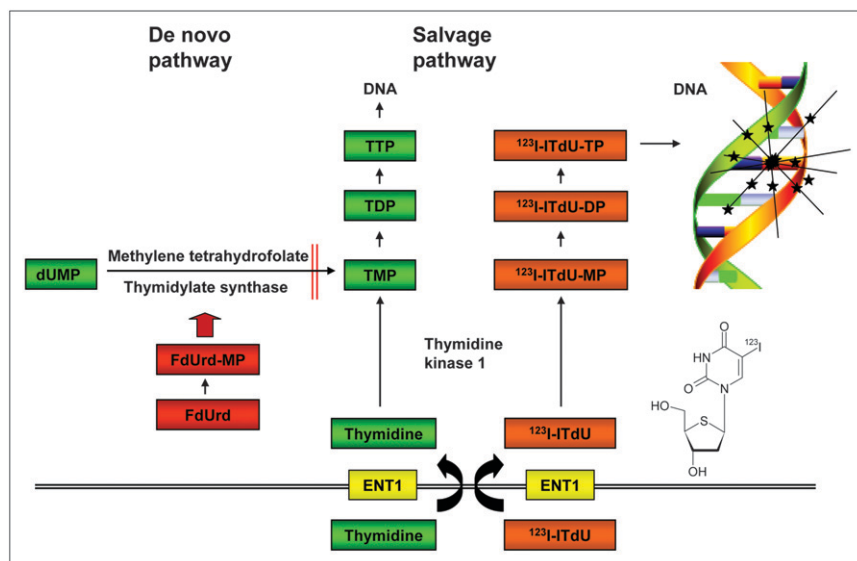 De novo
pathway
Salvage
pathway
DNA
DNA
TTP
¹²³I-ITdU-TP
TDP
¹²³I-ITdU-DP
Methylene tetrahydrofolate
dUMP
TMP
¹²³I-ITdU-MP
Thymidylate synthase
FdUrd-MP
Thymidine
kinase 1
FdUrd
Thymidine
¹²³I-ITdU
ENT1
ENT1
Thymidine
¹²³I-ITdU
O
¹²³I
HN
O
N
HO
S
OH